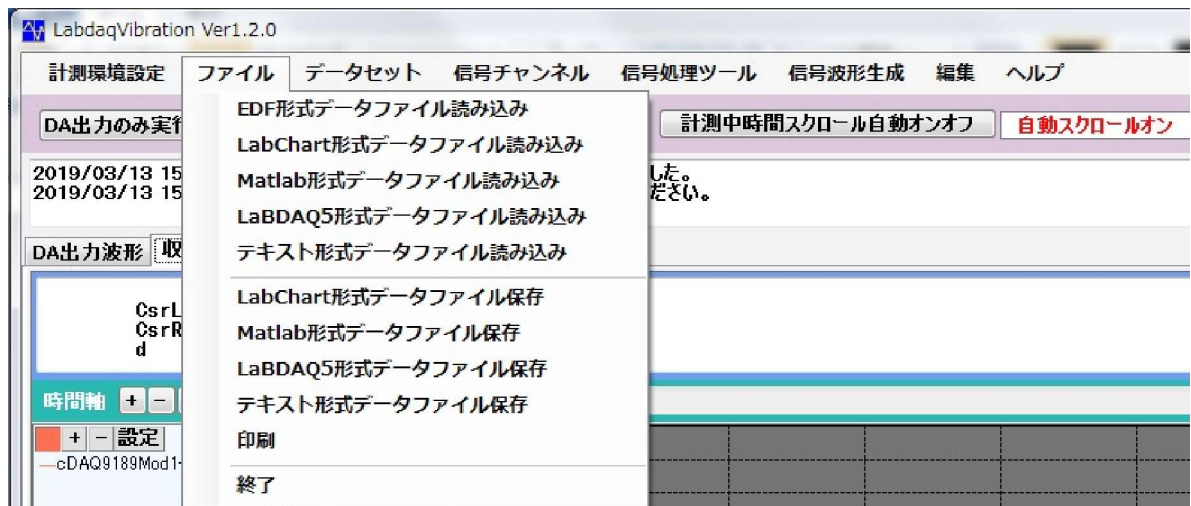 LabdaqVibration Ver1.2.0
計測環境設定 ファイル データセット 信号チャンネル 信号処理ツール 信号波形生成 編集 ヘルプ
EDF形式データファイル読み込み
DA出力のみ実行 計測中時間スクロール自動オンオフ 自動スクロールオン
LabChart形式データファイル読み込み
2019/03/13 15 した。
Matlab形式データファイル読み込み
2019/03/13 15 ださい。
LaBDAQ5形式データファイル読み込み
DA出力波形 収
テキスト形式データファイル読み込み
LabChart形式データファイル保存
CsrL
Matlab形式データファイル保存
CsrR
d
LaBDAQ5形式データファイル保存
時間軸 + -
テキスト形式データファイル保存
+ - 設定
印刷
cDAQ9189Mod1-
終了